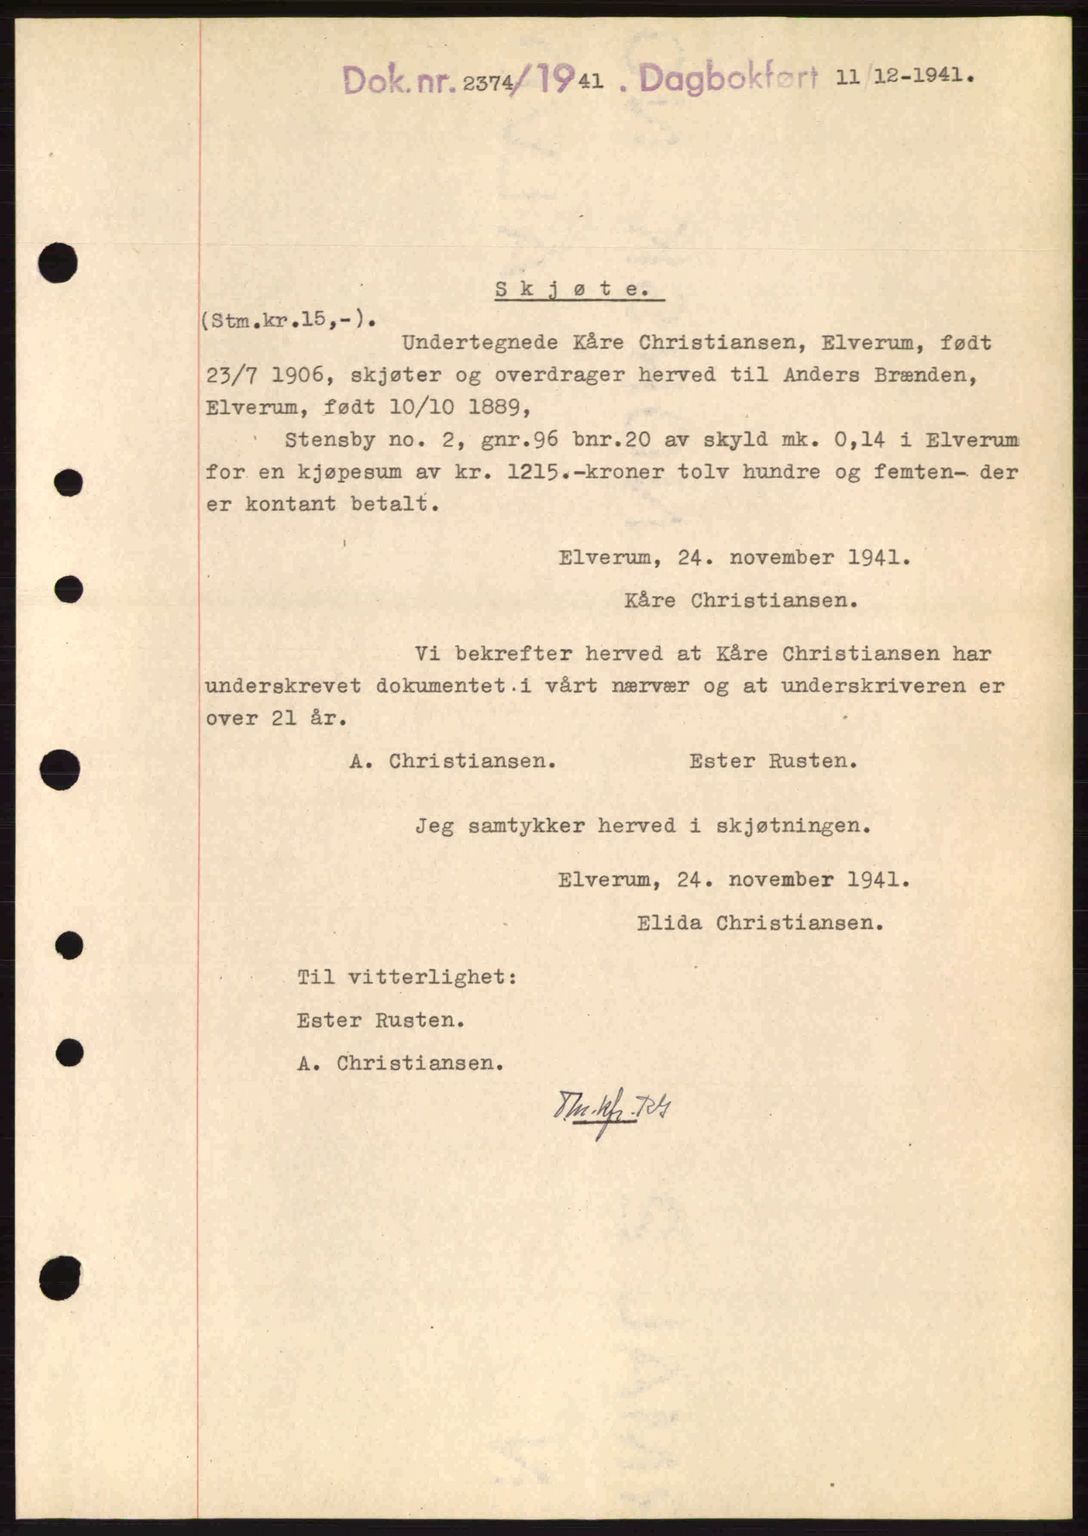 Dok. nr. 2374/1941. Dagbokført 11/12-1941.
Skjøte.
(Stm.kr.15,-).
Undertegnede Kåre Christiansen, Elverum, født
23/7 1906, skjøter og overdrager herved til Anders Brænden,
Elverum, født 10/10 1889,
Stensby no. 2, gnr.96 bnr.20 av skyld mk. 0,14 i Elverum
for en kjøpesum av kr. 1215.-kroner tolv hundre og femten- der
er kontant betalt.
Elverum, 24. november 1941.
Kåre Christiansen.
Vi bekrefter herved at Kåre Christiansen har
underskrevet dokumentet i vårt nærvær og at underskriveren er
over 21 år.
A. Christiansen. Ester Rusten.
Jeg samtykker herved i skjøtningen.
Elverum, 24. november 1941.
Elida Christiansen.
Til vitterlighet:
Ester Rusten.
A. Christiansen.